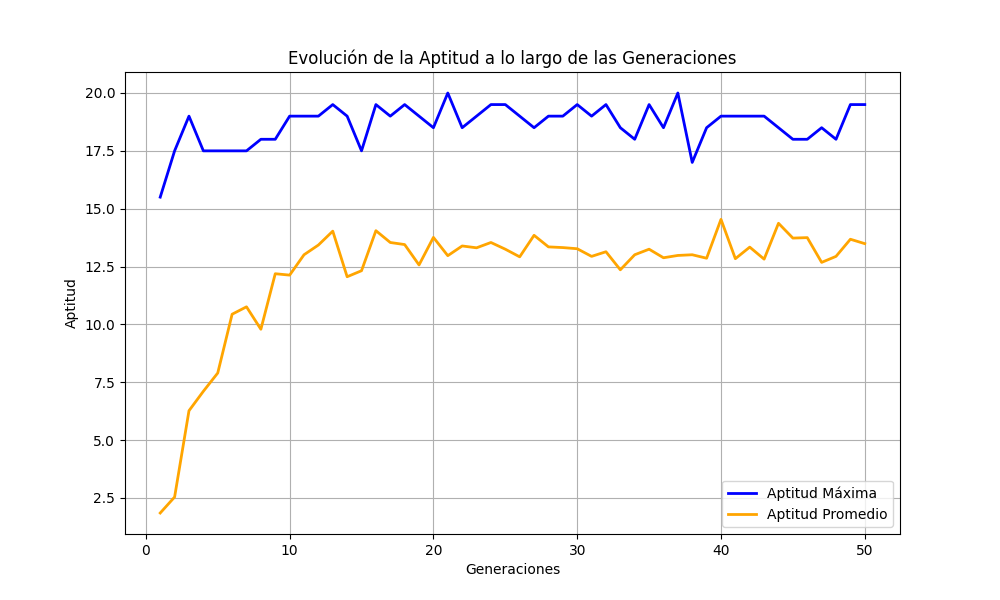 Evolución de la Aptitud a lo largo de las Generaciones
Aptitud
20.0
17.5
15.0
12.5
10.0
7.5
5.0
2.5
0 10 20 30 40 50
Generaciones
Aptitud Máxima
Aptitud Promedio